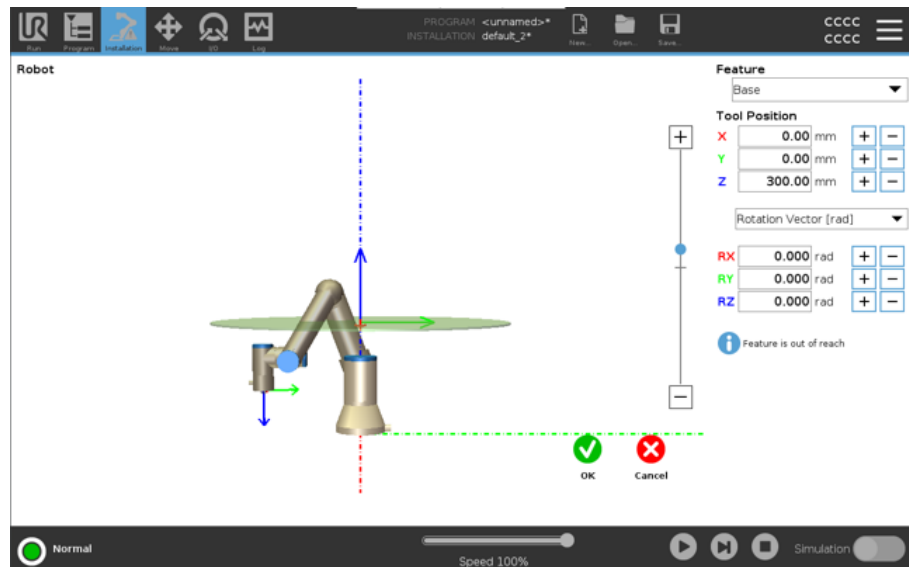 PROGRAM <unnamed>*
INSTALLATION default_2*
CCCC
CCCC
Run
Program
Installation
Move
I/O
Log
New...
Open...
Save...
Robot
Feature
Base
Tool Position
X 0.00 mm + −
Y 0.00 mm + −
Z 300.00 mm + −
Rotation Vector [rad]
RX 0.000 rad + −
RY 0.000 rad + −
RZ 0.000 rad + −
Feature is out of reach
OK
Cancel
Normal
Speed 100%
Simulation